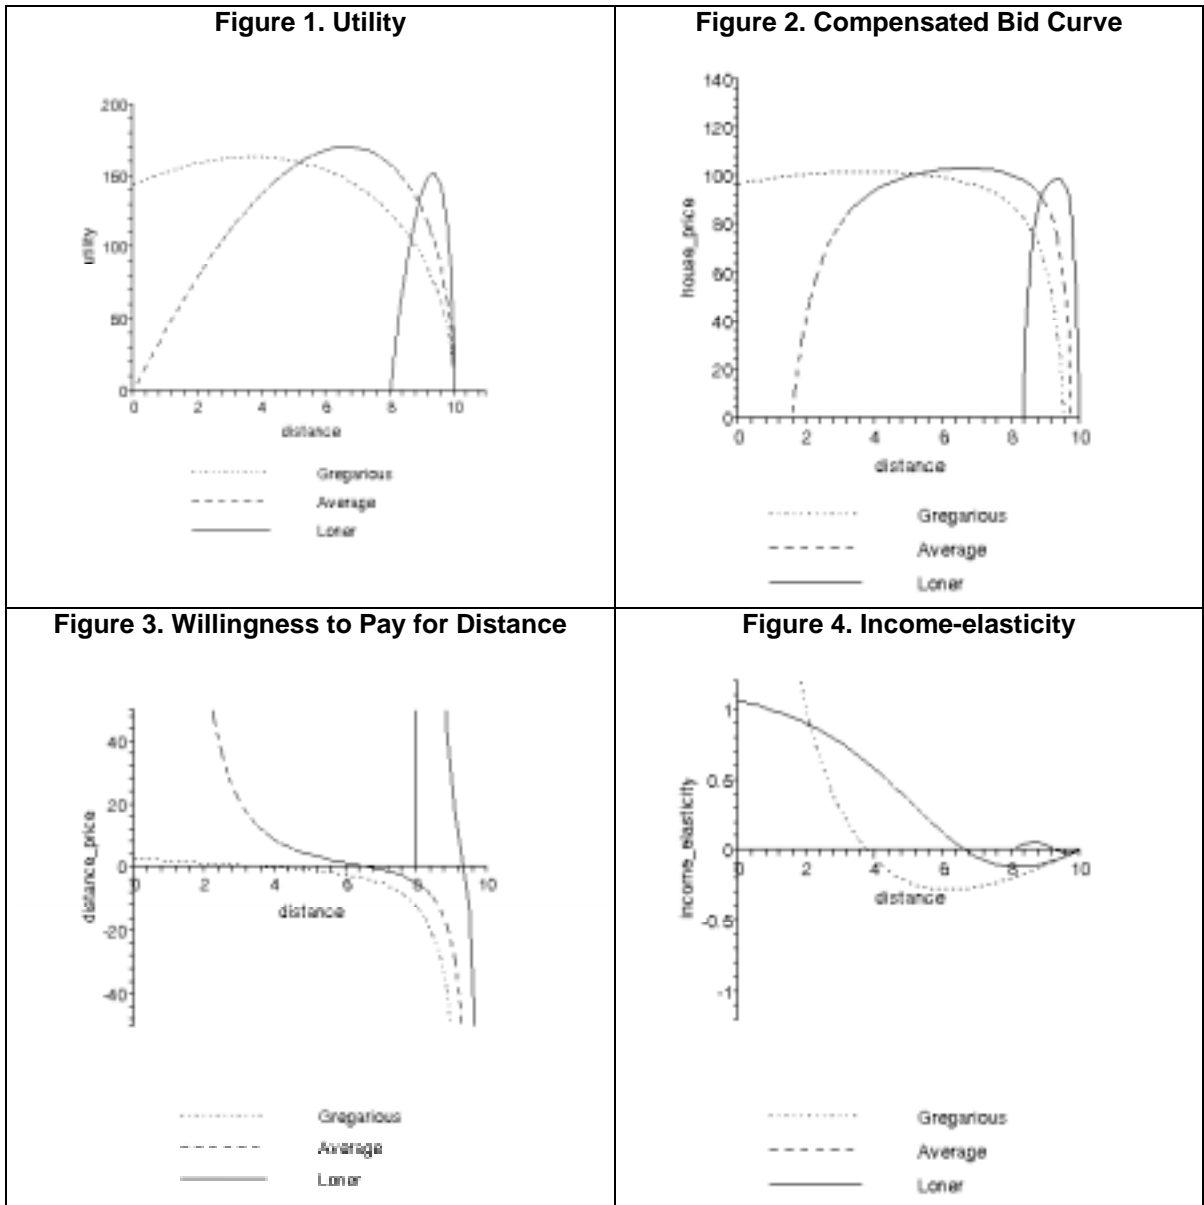 Figure 1. Utility
200
150
100
50
0
utility
0 2 4 6 8 10
distance
Gregarious
Average
Loner
Figure 2. Compensated Bid Curve
140
120
100
80
60
40
20
0
house_price
0 2 4 6 8 10
distance
Gregarious
Average
Loner
Figure 3. Willingness to Pay for Distance
40
20
0
-20
-40
distance_price
0 2 4 6 8 10
distance
Gregarious
Average
Loner
Figure 4. Income-elasticity
1
0.5
0
-0.5
-1
income_elasticity
2 4 6 8 10
distance
Gregarious
Average
Loner